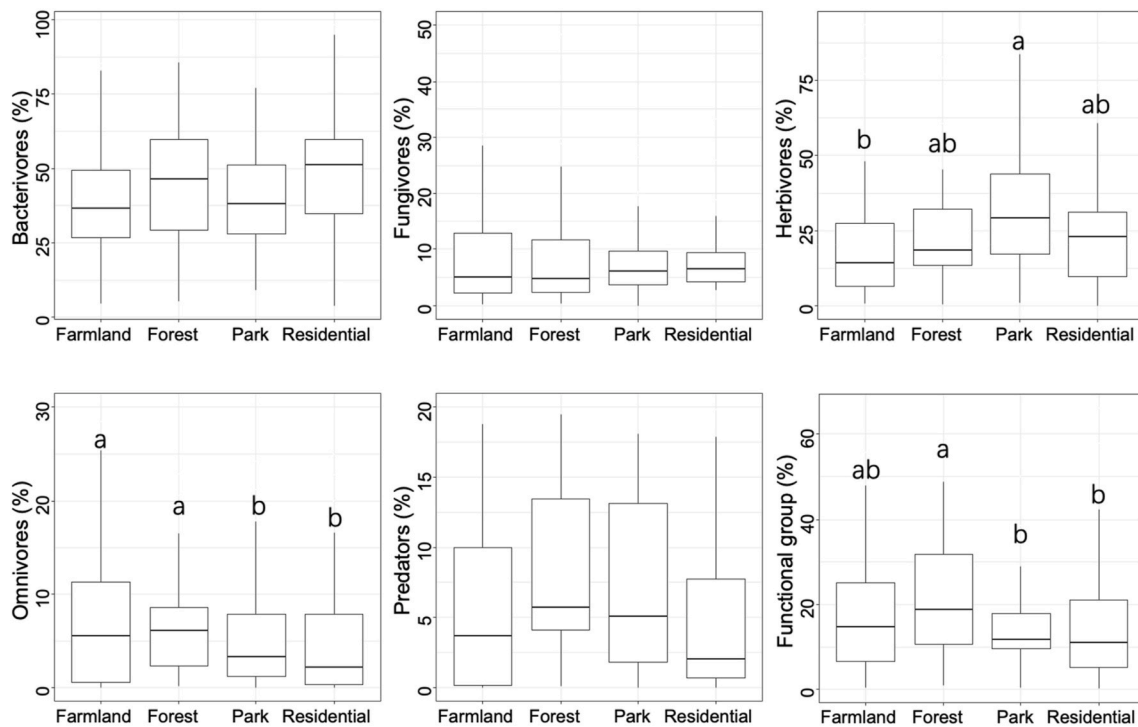 Bacterivores (%)
100
75
50
25
0
Farmland Forest Park Residential
Fungivores (%)
50
40
30
20
10
0
Farmland Forest Park Residential
Herbivores (%)
75
50
25
0
b ab a ab
Farmland Forest Park Residential
Omnivores (%)
30
20
10
0
a a b b
Farmland Forest Park Residential
Predators (%)
20
15
10
5
0
Farmland Forest Park Residential
Functional group (%)
60
40
20
0
ab a b b
Farmland Forest Park Residential